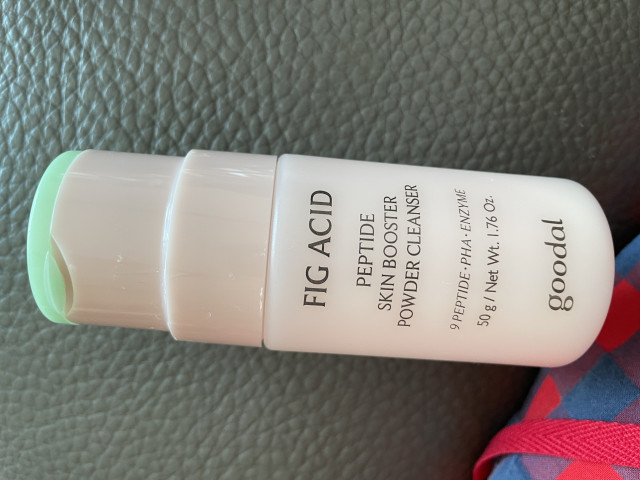 FIG ACID
PEPTIDE
SKIN BOOSTER
POWDER CLEANSER
9 PEPTIDE · PHA · ENZYME
50 g / Net Wt. 1.76 Oz.
goodal